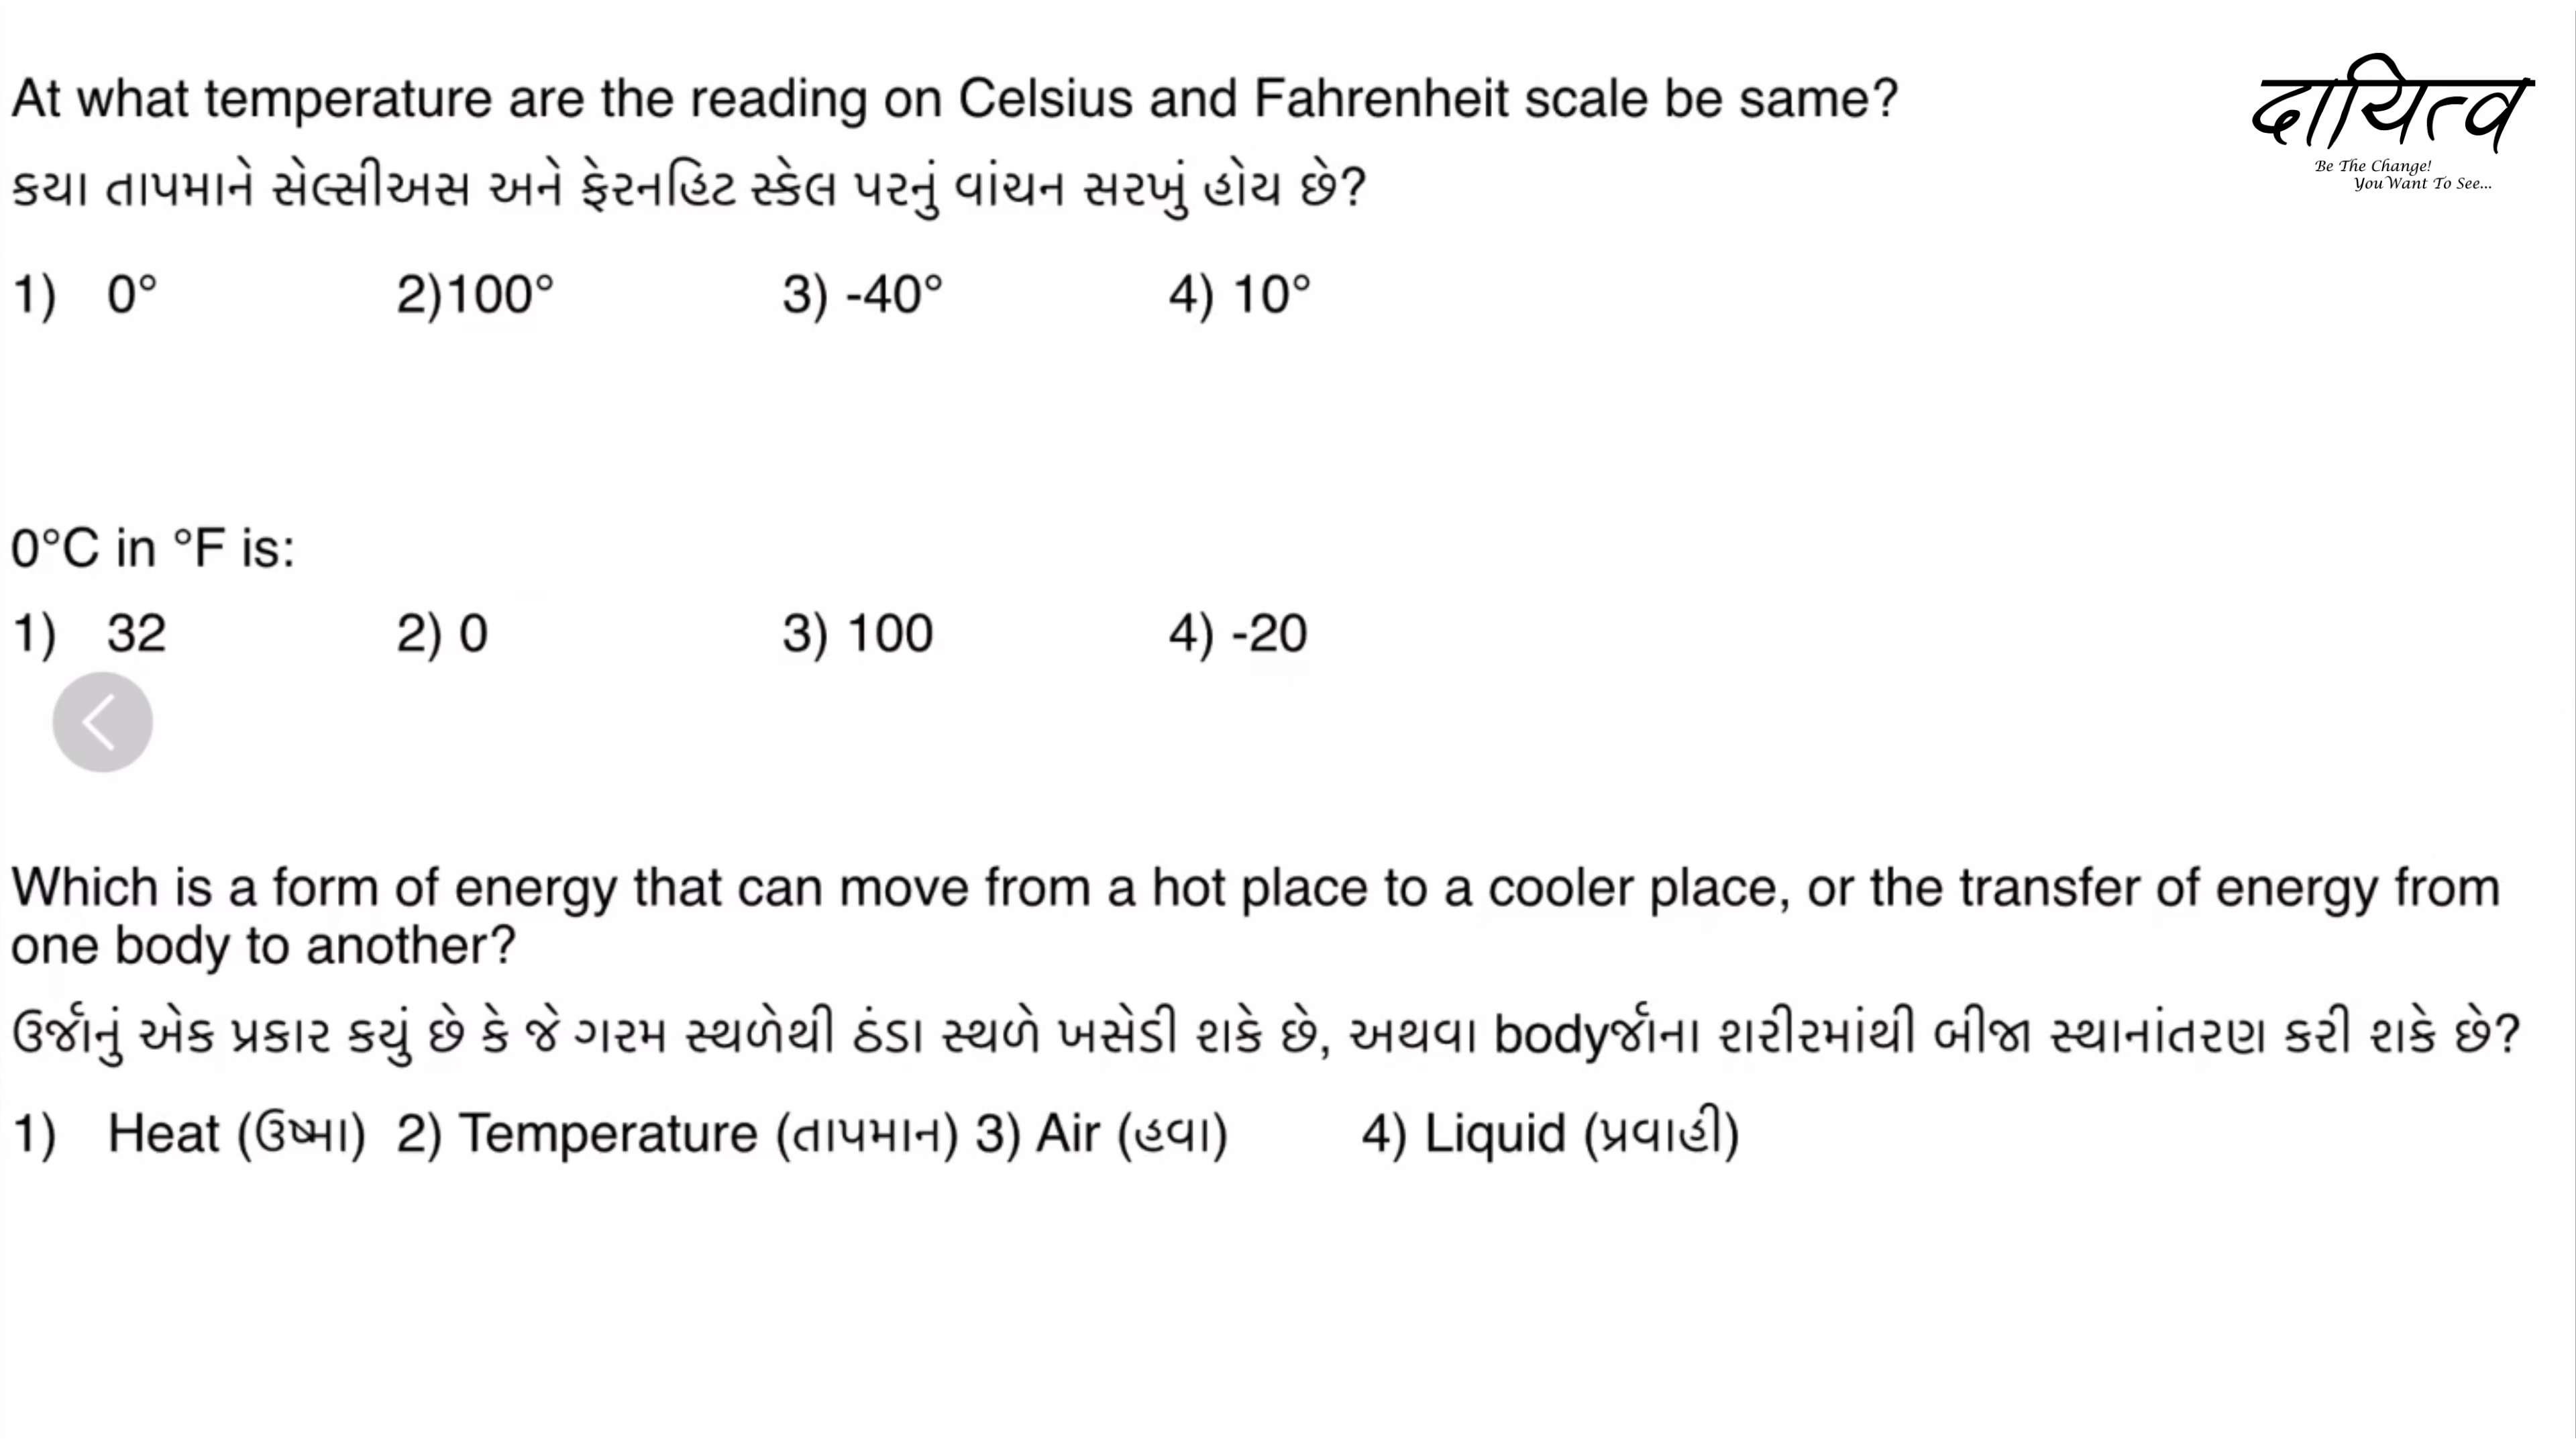 At what temperature are the reading on Celsius and Fahrenheit scale be same?
दायित्व
Be The Change!
You Want To See...
કયા તાપમાને સેલ્સીઅસ અને ફેરનહિટ સ્કેલ પરનું વાંચન સરખું હોય છે?
1) 0° 2)100° 3) -40° 4) 10°
0°C in °F is:
1) 32 2) 0 3) 100 4) -20
Which is a form of energy that can move from a hot place to a cooler place, or the transfer of energy from
one body to another?
ઉર્જાનું એક પ્રકાર કયું છે કે જે ગરમ સ્થળેથી ઠંડા સ્થળે ખસેડી શકે છે, અથવા bodyર્જાના શરીરમાંથી બીજા સ્થાનાંતરણ કરી શકે છે?
1) Heat (ઉષ્મા) 2) Temperature (તાપમાન) 3) Air (હવા) 4) Liquid (પ્રવાહી)